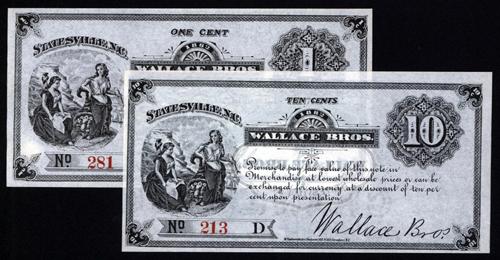 ONE CENT
STATESVILLE, N.C.
WALLACE BROS.
1
No 281
TEN CENTS
STATESVILLE, N.C.
WALLACE BROS.
10
Promise to pay face value of this note in
Merchandise at lowest wholesale prices or can be
exchanged for currency at a discount of ten per
cent upon presentation.
No 213 D
Wallace Bros